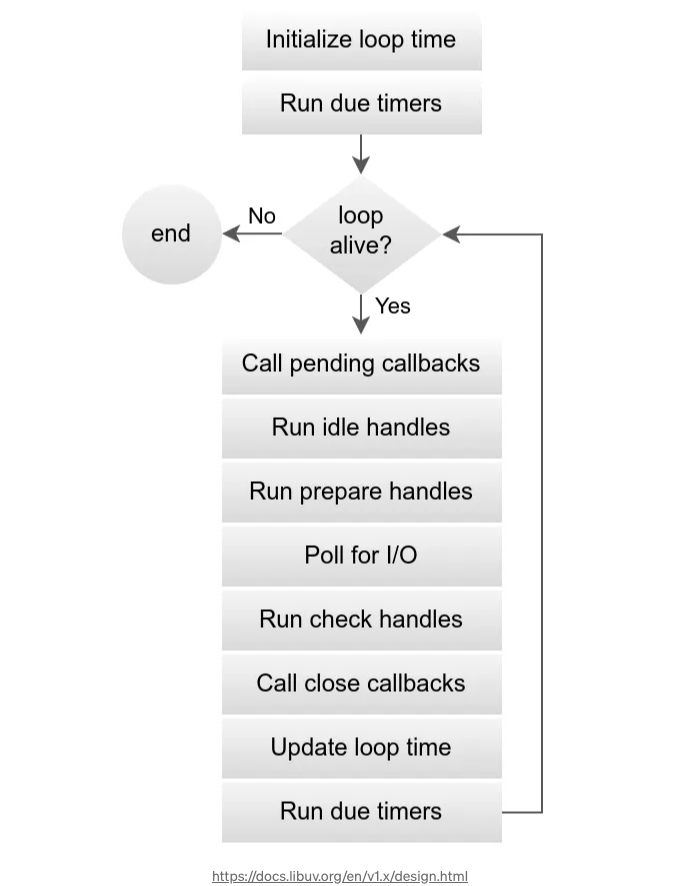 Initialize loop time
Run due timers
loop
alive?
No
end
Yes
Call pending callbacks
Run idle handles
Run prepare handles
Poll for I/O
Run check handles
Call close callbacks
Update loop time
Run due timers
https://docs.libuv.org/en/v1.x/design.html